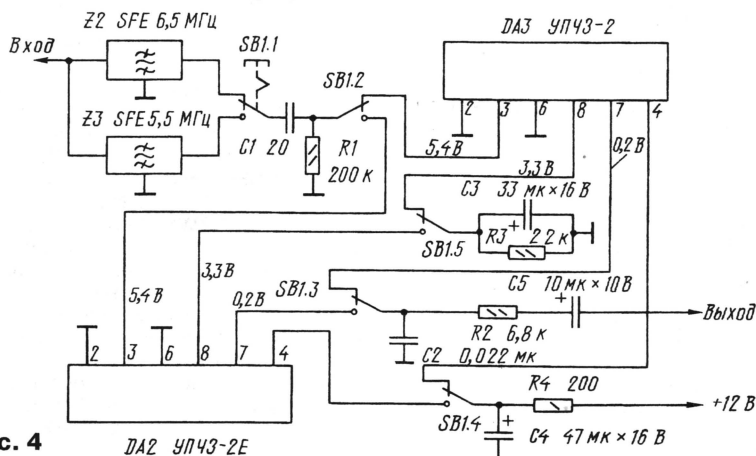 Z2 SFE 6,5 МГц
Вход
SB1.1
DA3 УПЧЗ-2
SB1.2
Z3 SFE 5,5 МГц
2 3 6 8 7 4
C1 20
R1
200 к
5,4 В
3,3 В
0,2 В
C3 33 мк × 16 В
+
R3 22 к
SB1.5
5,4 В
3,3 В
0,2 В
SB1.3
C5 10 мк × 10 В
+
Выход
R2 6,8 к
C2 0,022 мк
2 3 6 8 7 4
R4 200
+12 В
SB1.4
+
C4 47 мк × 16 В
с. 4
DA2 УПЧЗ-2Е